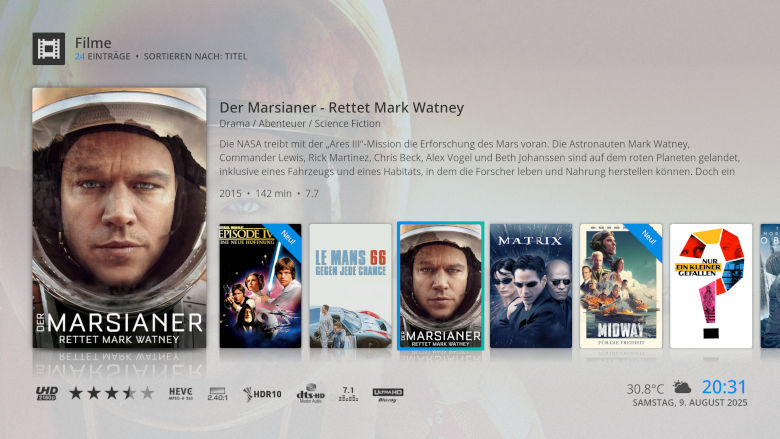 Filme
24 EINTRÄGE • SORTIEREN NACH: TITEL
Der Marsianer - Rettet Mark Watney
Drama / Abenteuer / Science Fiction
Die NASA treibt mit der „Ares III“-Mission die Erforschung des Mars voran. Die Astronauten Mark Watney,
Commander Lewis, Rick Martinez, Chris Beck, Alex Vogel und Beth Johanssen sind auf dem roten Planeten gelandet,
inklusive eines Fahrzeugs und eines Habitats, in dem die Forscher leben und Nahrung herstellen können. Doch ein
2015 • 142 min • 7.7
DER MARSIANER
RETTET MARK WATNEY
STAR WARS
EPISODE IV
EINE NEUE HOFFNUNG
Neu!
LE MANS 66
GEGEN JEDE CHANCE
DER MARSIANER
RETTET MARK WATNEY
MATRIX
Neu!
MIDWAY
FÜR DIE FREIHEIT
NUR
EIN KLEINER
GEFALLEN
UHD
2160p
HEVC
MPEG-H 265
2.40:1
HDR10
dts-HD
Master Audio
7.1
ULTRA HD
Blu-ray
30.8°C
20:31
SAMSTAG, 9. AUGUST 2025